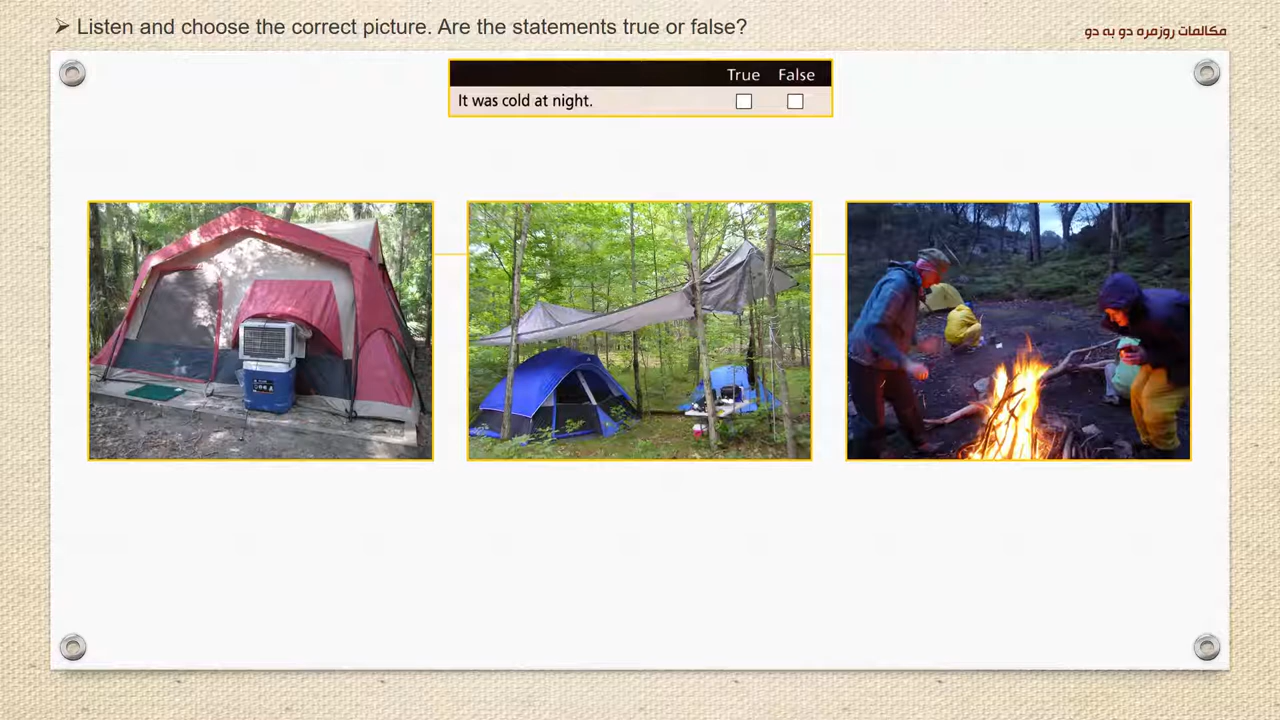 ➢ Listen and choose the correct picture. Are the statements true or false?
مکالمات روزمره دو به دو
True False
It was cold at night.